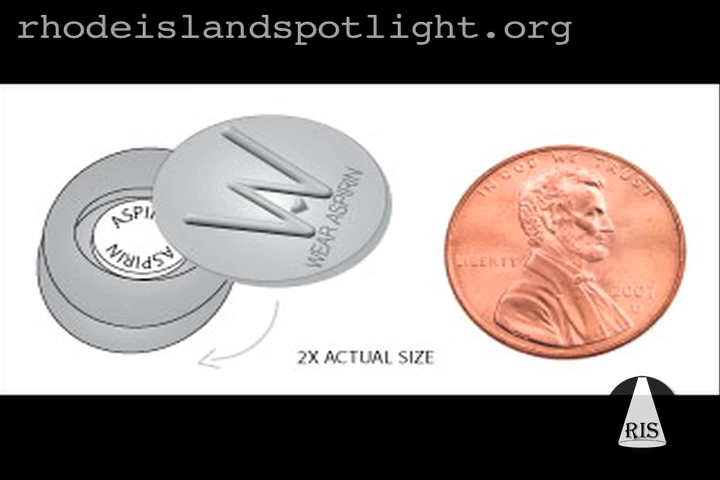 rhodeislandspotlight.org
ASPIRIN
ASPIRIN
W
WEAR ASPIRIN
IN GOD WE TRUST
LIBERTY
2007
D
2X ACTUAL SIZE
RIS